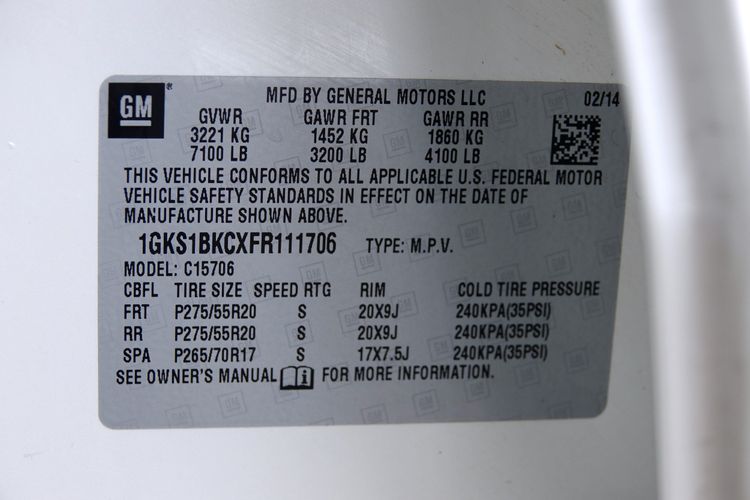 GM ® MFD BY GENERAL MOTORS LLC 02/14
GVWR GAWR FRT GAWR RR
3221 KG 1452 KG 1860 KG
7100 LB 3200 LB 4100 LB
THIS VEHICLE CONFORMS TO ALL APPLICABLE U.S. FEDERAL MOTOR
VEHICLE SAFETY STANDARDS IN EFFECT ON THE DATE OF
MANUFACTURE SHOWN ABOVE.
1GKS1BKCXFR111706 TYPE: M.P.V.
MODEL: C15706
CBFL TIRE SIZE SPEED RTG RIM COLD TIRE PRESSURE
FRT P275/55R20 S 20X9J 240KPA(35PSI)
RR P275/55R20 S 20X9J 240KPA(35PSI)
SPA P265/70R17 S 17X7.5J 240KPA(35PSI)
SEE OWNER'S MANUAL i FOR MORE INFORMATION.